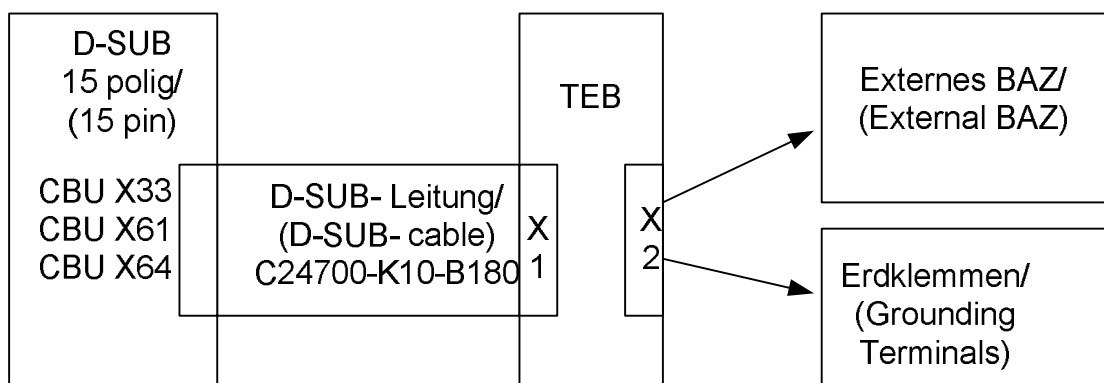 D-SUB
15 polig/
(15 pin)
CBU X33
CBU X61
CBU X64
D-SUB- Leitung/
(D-SUB- cable)
C24700-K10-B180
X
1
TEB
X
2
Externes BAZ/
(External BAZ)
Erdklemmen/
(Grounding
Terminals)